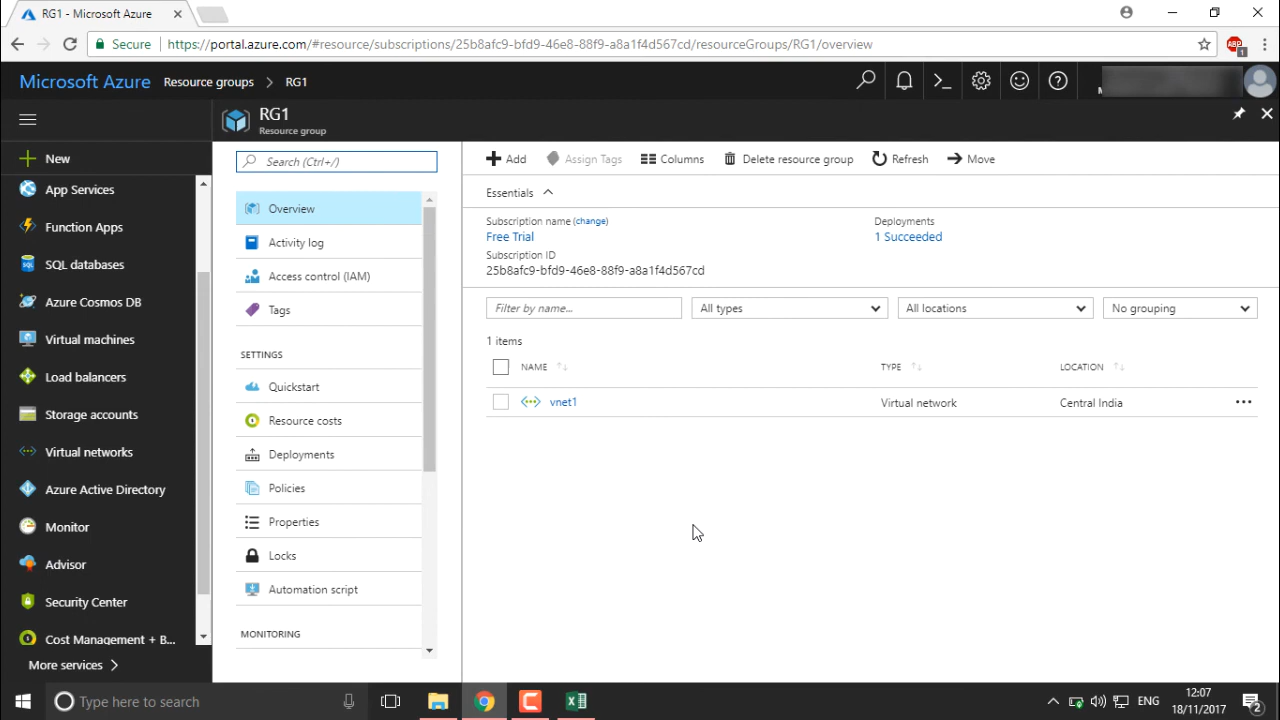 RG1 - Microsoft Azure
Secure
https://portal.azure.com/#resource/subscriptions/25b8afc9-bfd9-46e8-88f9-a8a1f4d567cd/resourceGroups/RG1/overview
ABP
1
Microsoft Azure
Resource groups > RG1
M
RG1
Resource group
New
App Services
Function Apps
SQL databases
Azure Cosmos DB
Virtual machines
Load balancers
Storage accounts
Virtual networks
Azure Active Directory
Monitor
Advisor
Security Center
Cost Management + B...
More services >
Search (Ctrl+/)
Overview
Activity log
Access control (IAM)
Tags
SETTINGS
Quickstart
Resource costs
Deployments
Policies
Properties
Locks
Automation script
MONITORING
Add Assign Tags Columns Delete resource group Refresh Move
Essentials
Subscription name (change)
Free Trial
Subscription ID
25b8afc9-bfd9-46e8-88f9-a8a1f4d567cd
Deployments
1 Succeeded
Filter by name... All types All locations No grouping
1 items
NAME TYPE LOCATION
vnet1 Virtual network Central India
Type here to search
ENG
12:07
18/11/2017
2